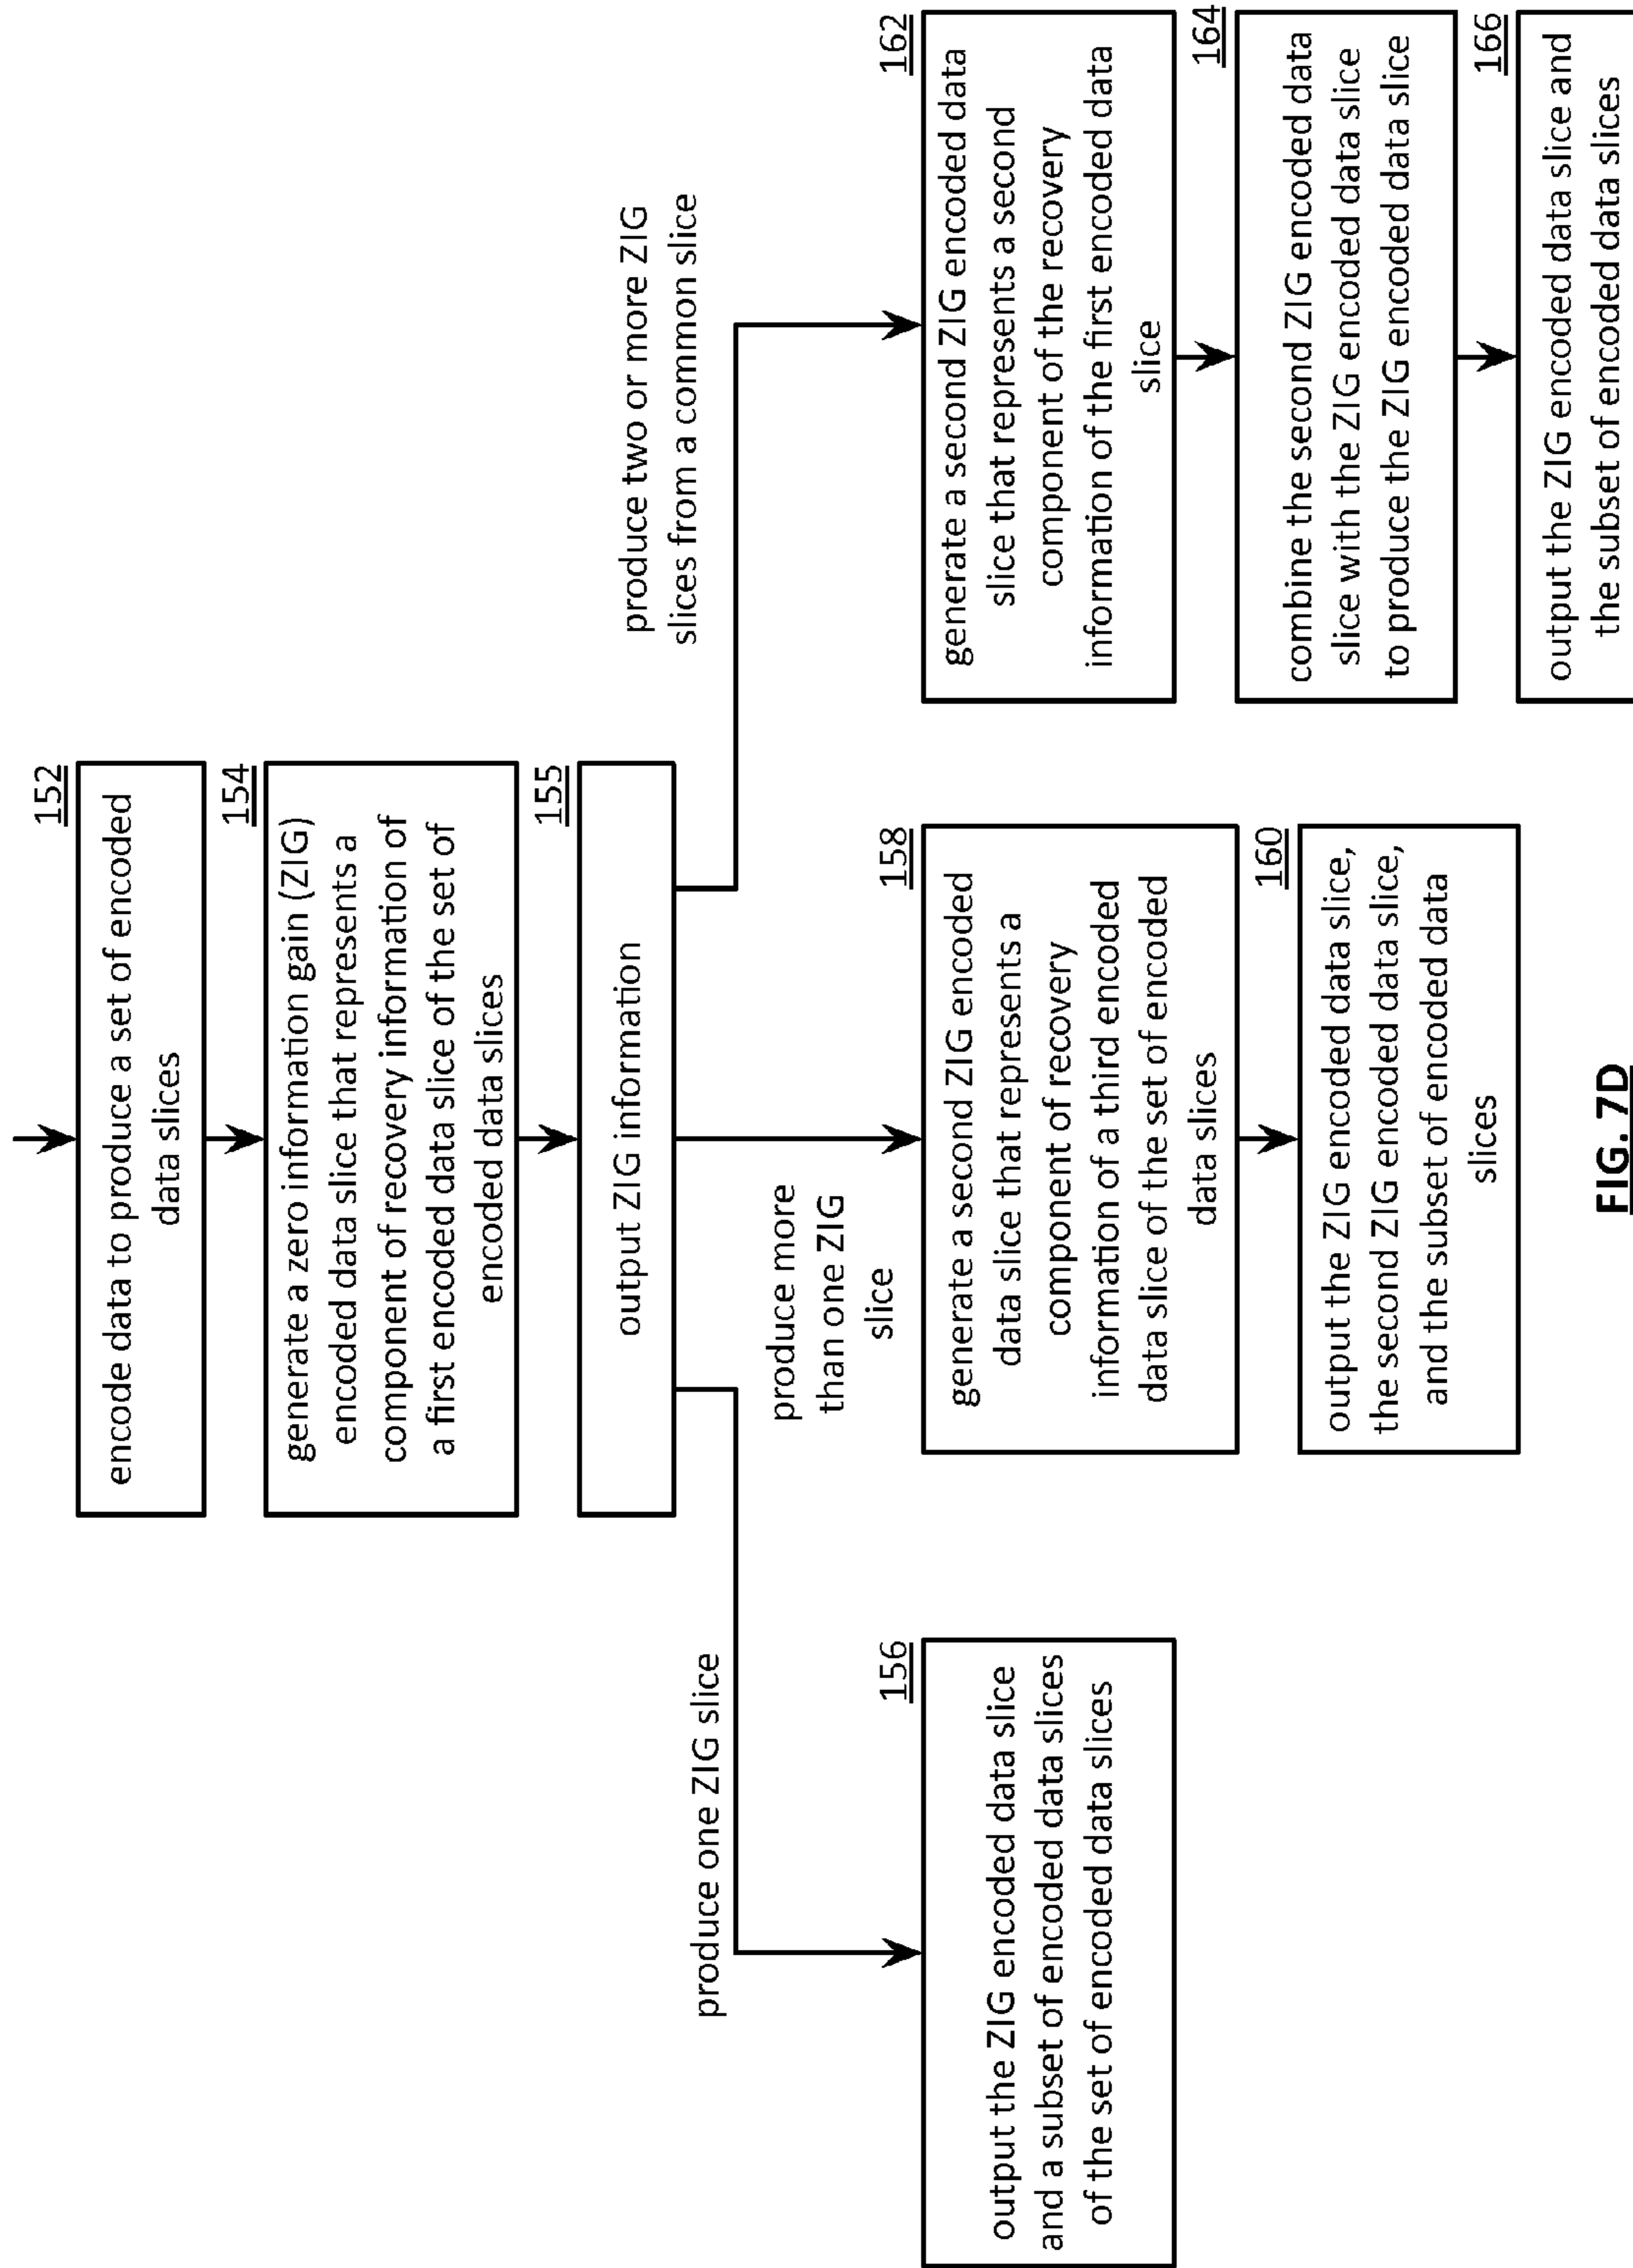 152
encode data to produce a set of encoded
data slices
154
generate a zero information gain (ZIG)
encoded data slice that represents a
component of recovery information of
a first encoded data slice of the set of
encoded data slices
155
output ZIG information
produce one ZIG slice
156
output the ZIG encoded data slice
and a subset of encoded data slices
of the set of encoded data slices
produce more
than one ZIG
slice
158
generate a second ZIG encoded
data slice that represents a
component of recovery
information of a third encoded
data slice of the set of encoded
data slices
160
output the ZIG encoded data slice,
the second ZIG encoded data slice,
and the subset of encoded data
slices
produce two or more ZIG
slices from a common slice
162
generate a second ZIG encoded data
slice that represents a second
component of the recovery
information of the first encoded data
slice
164
combine the second ZIG encoded data
slice with the ZIG encoded data slice
to produce the ZIG encoded data slice
166
output the ZIG encoded data slice and
the subset of encoded data slices
FIG. 7D